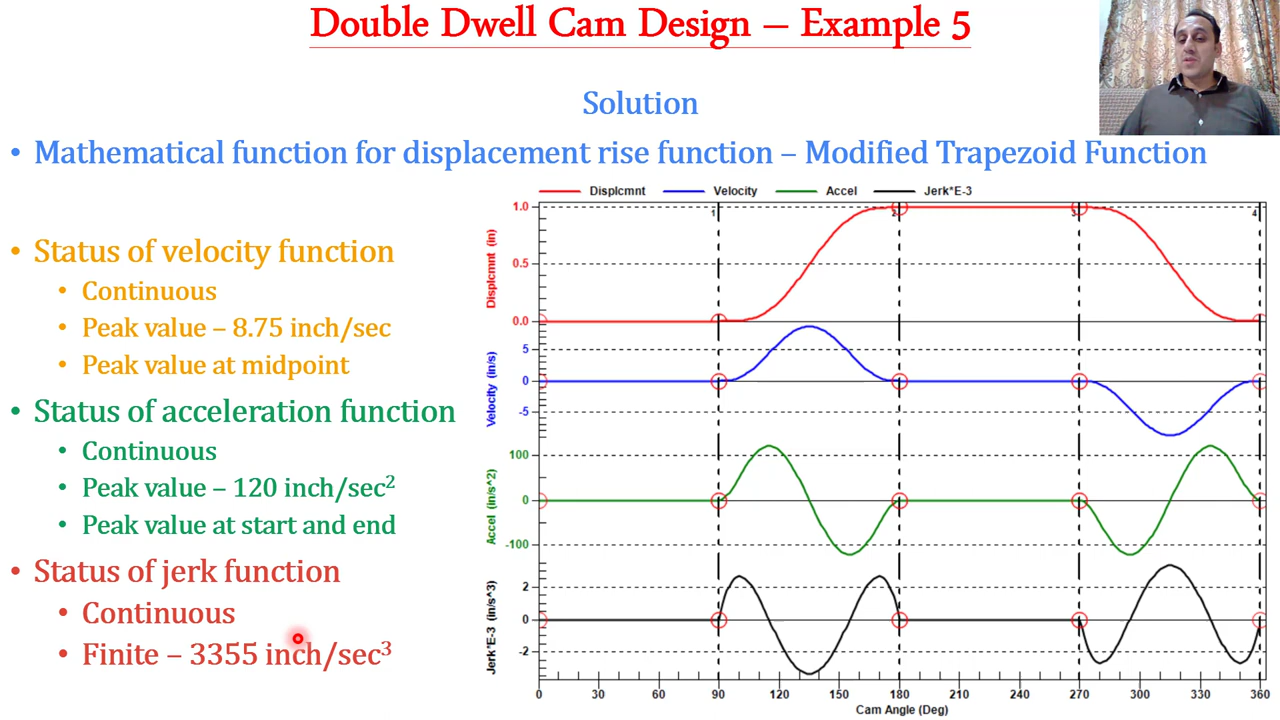 Double Dwell Cam Design – Example 5
Solution
• Mathematical function for displacement rise function – Modified Trapezoid Function
• Status of velocity function
• Continuous
• Peak value – 8.75 inch/sec
• Peak value at midpoint
• Status of acceleration function
• Continuous
• Peak value – 120 inch/sec²
• Peak value at start and end
• Status of jerk function
• Continuous
• Finite – 3355 inch/sec³
Displcmnt Velocity Accel Jerk*E-3
1 2 3 4
Displcmnt (in)
1.0
0.5
0.0
Velocity (in/s)
5
0
-5
Accel (in/s^2)
100
0
-100
Jerk*E-3 (in/s^3)
2
0
-2
0 30 60 90 120 150 180 210 240 270 300 330 360
Cam Angle (Deg)